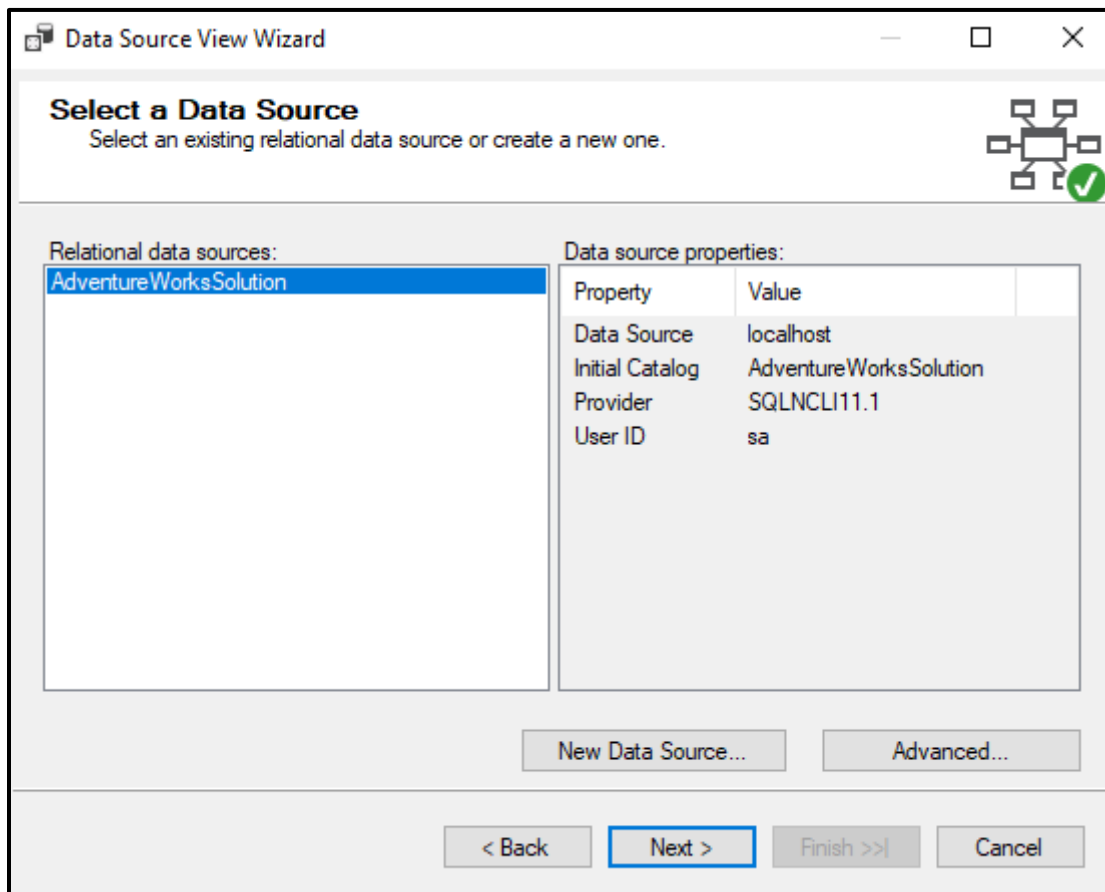 Data Source View Wizard
Select a Data Source
Select an existing relational data source or create a new one.
Relational data sources:
AdventureWorksSolution
Data source properties:
Property Value
Data Source localhost
Initial Catalog AdventureWorksSolution
Provider SQLNCLI11.1
User ID sa
New Data Source... Advanced...
< Back Next > Finish >>| Cancel